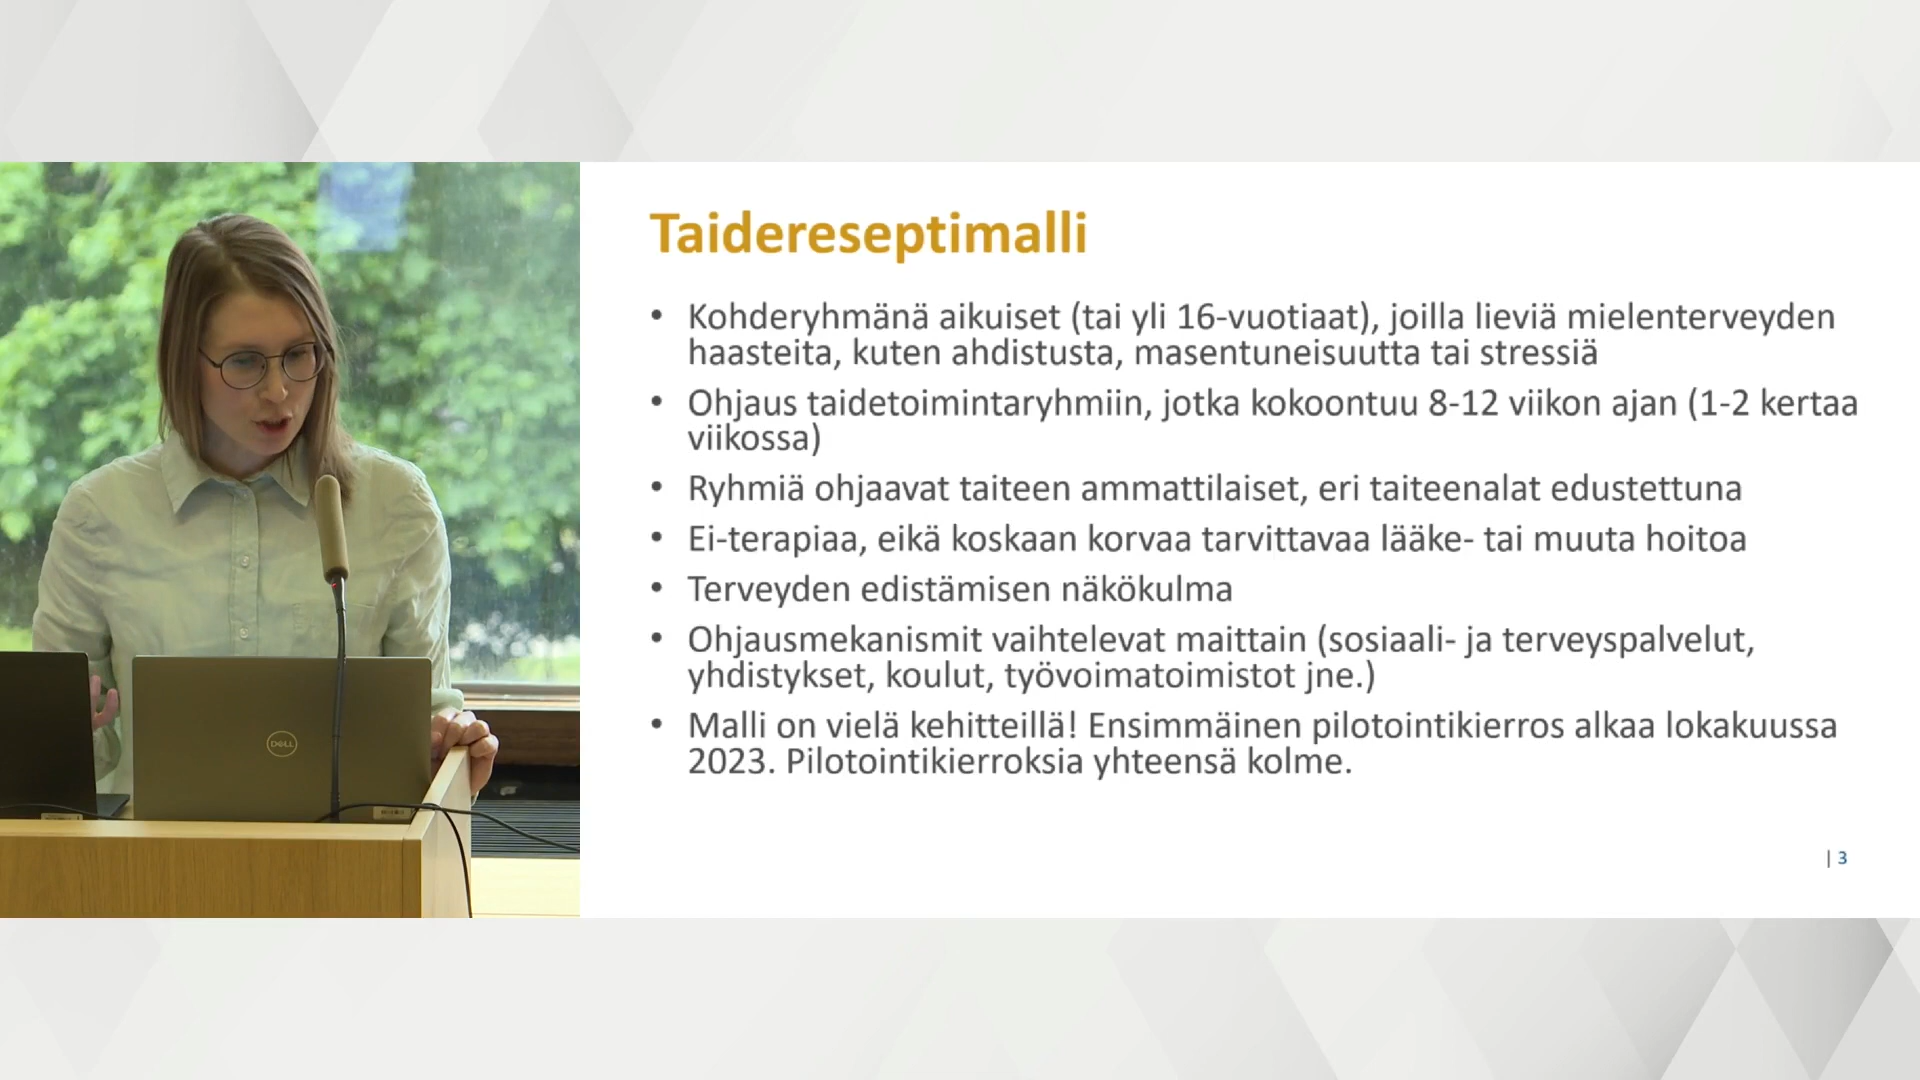 Taidereseptimalli
• Kohderyhmänä aikuiset (tai yli 16-vuotiaat), joilla lieviä mielenterveyden
haasteita, kuten ahdistusta, masentuneisuutta tai stressiä
• Ohjaus taidetoimintaryhmiin, jotka kokoontuu 8-12 viikon ajan (1-2 kertaa
viikossa)
• Ryhmiä ohjaavat taiteen ammattilaiset, eri taiteenalat edustettuna
• Ei-terapiaa, eikä koskaan korvaa tarvittavaa lääke- tai muuta hoitoa
• Terveyden edistämisen näkökulma
• Ohjausmekanismit vaihtelevat maittain (sosiaali- ja terveyspalvelut,
yhdistykset, koulut, työvoimatoimistot jne.)
• Malli on vielä kehitteillä! Ensimmäinen pilotointikierros alkaa lokakuussa
2023. Pilotointikierroksia yhteensä kolme.
| 3
DELL